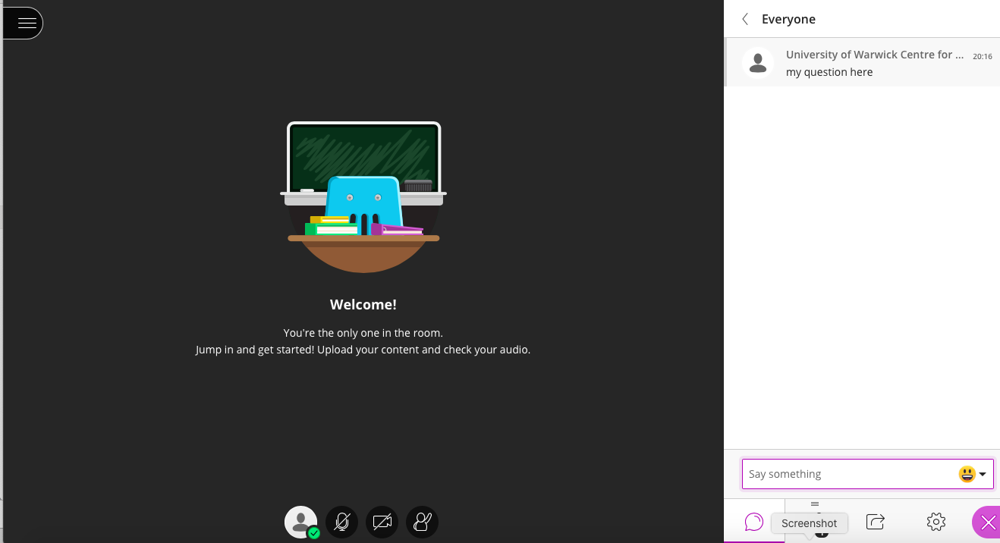 Everyone
University of Warwick Centre for ...
20:16
my question here
Welcome!
You're the only one in the room.
Jump in and get started! Upload your content and check your audio.
Say something
Screenshot